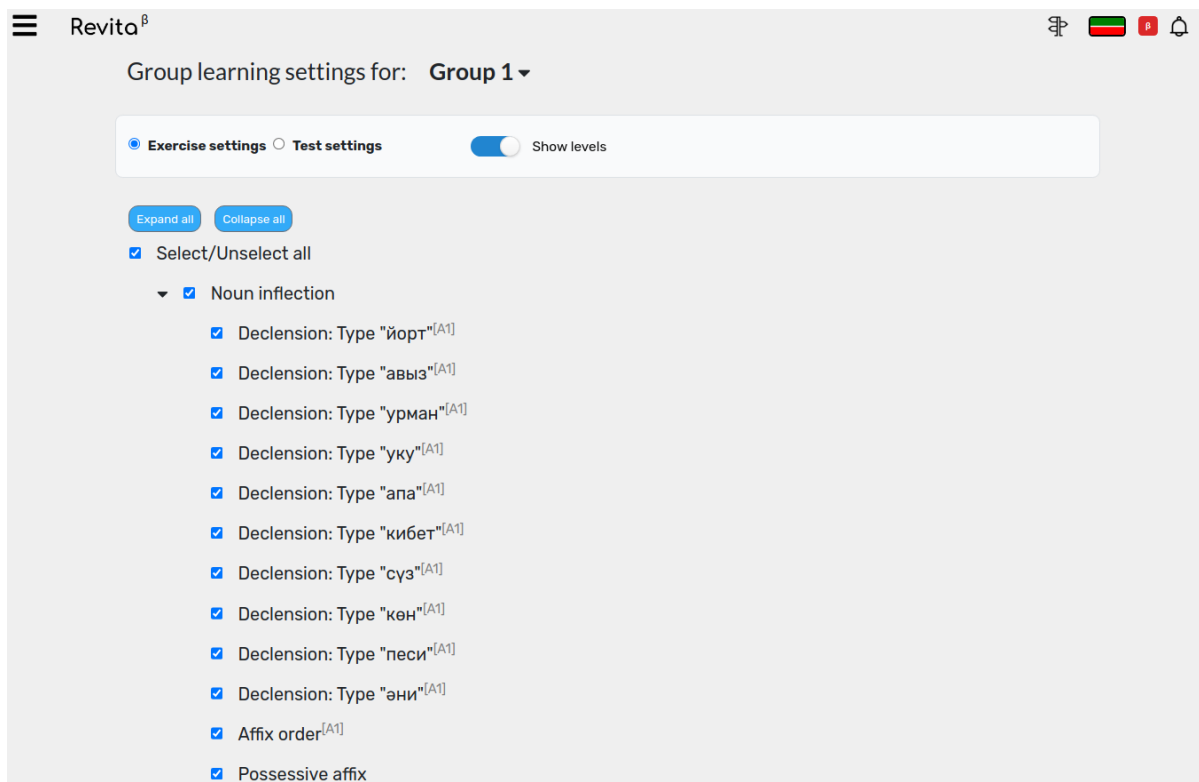 Revita β
β
Group learning settings for: Group 1
Exercise settings Test settings Show levels
Expand all Collapse all
Select/Unselect all
Noun inflection
Declension: Type "йорт"[A1]
Declension: Type "авыз"[A1]
Declension: Type "урман"[A1]
Declension: Type "уку"[A1]
Declension: Type "апа"[A1]
Declension: Type "кибет"[A1]
Declension: Type "сүз"[A1]
Declension: Type "көн"[A1]
Declension: Type "песи"[A1]
Declension: Type "әни"[A1]
Affix order[A1]
Possessive affix